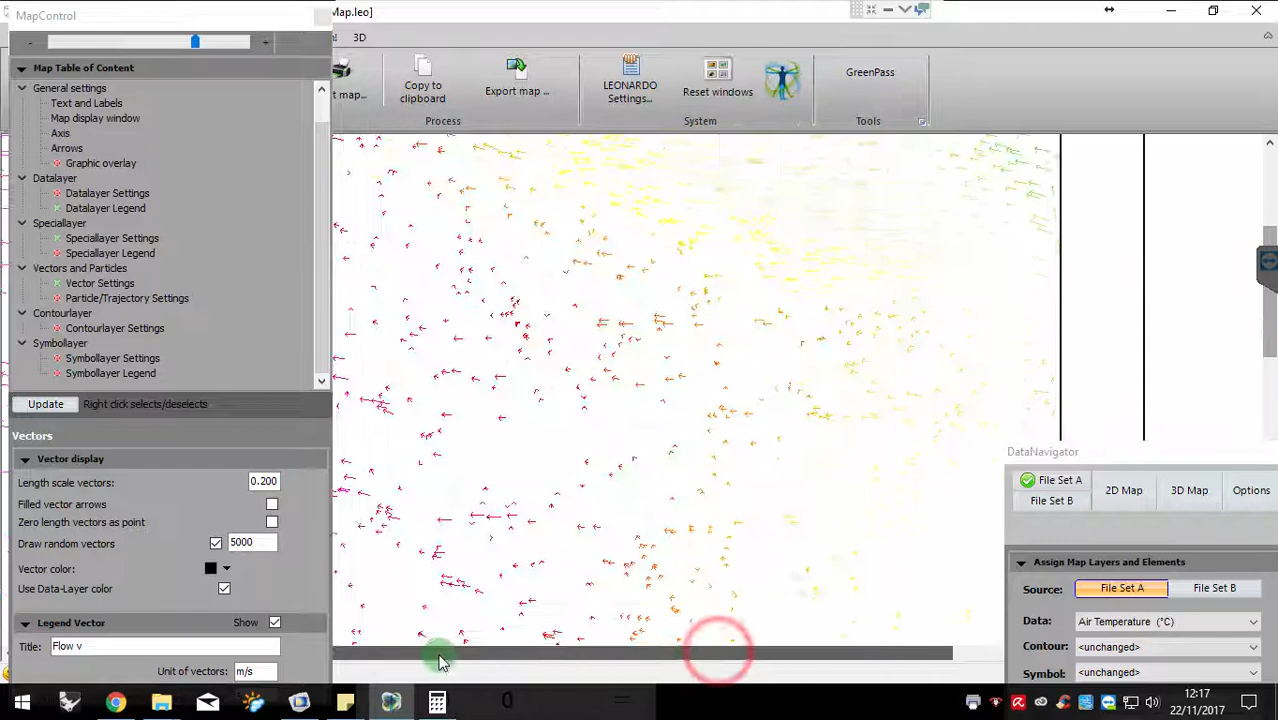 MapControl
Map.leo]
-
+
3D
Map Table of Content
General settings
Text and Labels
Map display window
Axis
Arrows
Graphic overlay
Datalayer
Datalayer Settings
Datalayer Legend
Speciallayer
Speciallayer Settings
Speciallayer Legend
Vectors and Particles
Vector Settings
Particle/Trajectory Settings
Contourlayer
Contourlayer Settings
Symbollayer
Symbollayer Settings
Symbollayer Legend
Update
Right click selects/deselects
Vectors
Vector display
Length scale vectors: 0.200
Filled vector arrows
Zero length vectors as point
Draw random vectors 5000
Vector color:
Use Data-Layer color
Legend Vector Show
Title: Flow v
Unit of vectors: m/s
map...
Copy to
clipboard
Export map ...
Process
LEONARDO
Settings...
Reset windows
System
GreenPass
Tools
DataNavigator
File Set A
File Set B
2D Map
3D Map
Options
Assign Map Layers and Elements
Source: File Set A File Set B
Data: Air Temperature (°C)
Contour: <unchanged>
Symbol: <unchanged>
0
12:17
22/11/2017